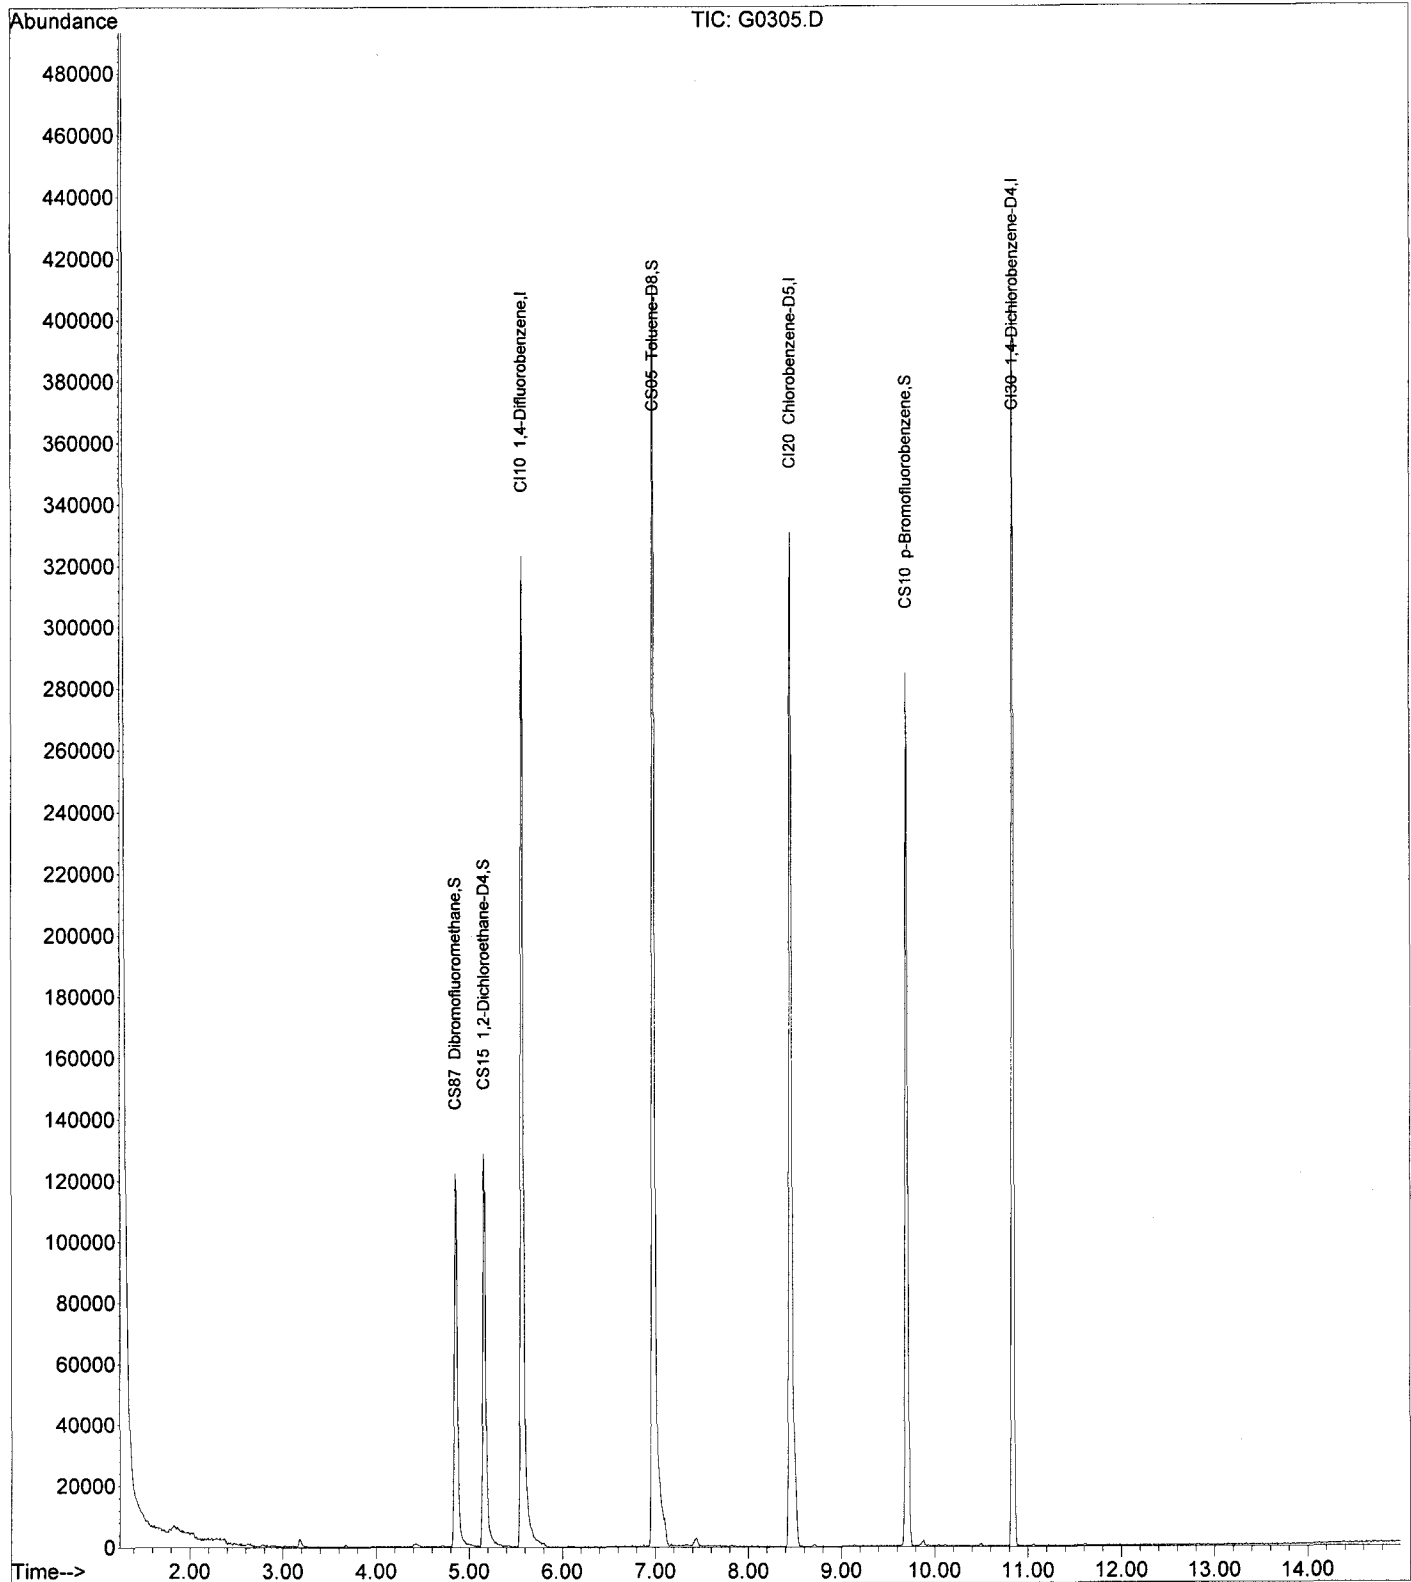 Abundance
TIC: G0305.D
480000
460000
440000
420000
400000
380000
360000
340000
320000
300000
280000
260000
240000
220000
200000
180000
160000
140000
120000
100000
80000
60000
40000
20000
0
CS87 Dibromofluoromethane,S
CS15 1,2-Dichloroethane-D4,S
CI10 1,4-Difluorobenzene,I
CS05 Toluene-D8,S
CI20 Chlorobenzene-D5,I
CS10 p-Bromofluorobenzene,S
CI30 1,4-Dichlorobenzene-D4,I
Time-->
2.00 3.00 4.00 5.00 6.00 7.00 8.00 9.00 10.00 11.00 12.00 13.00 14.00